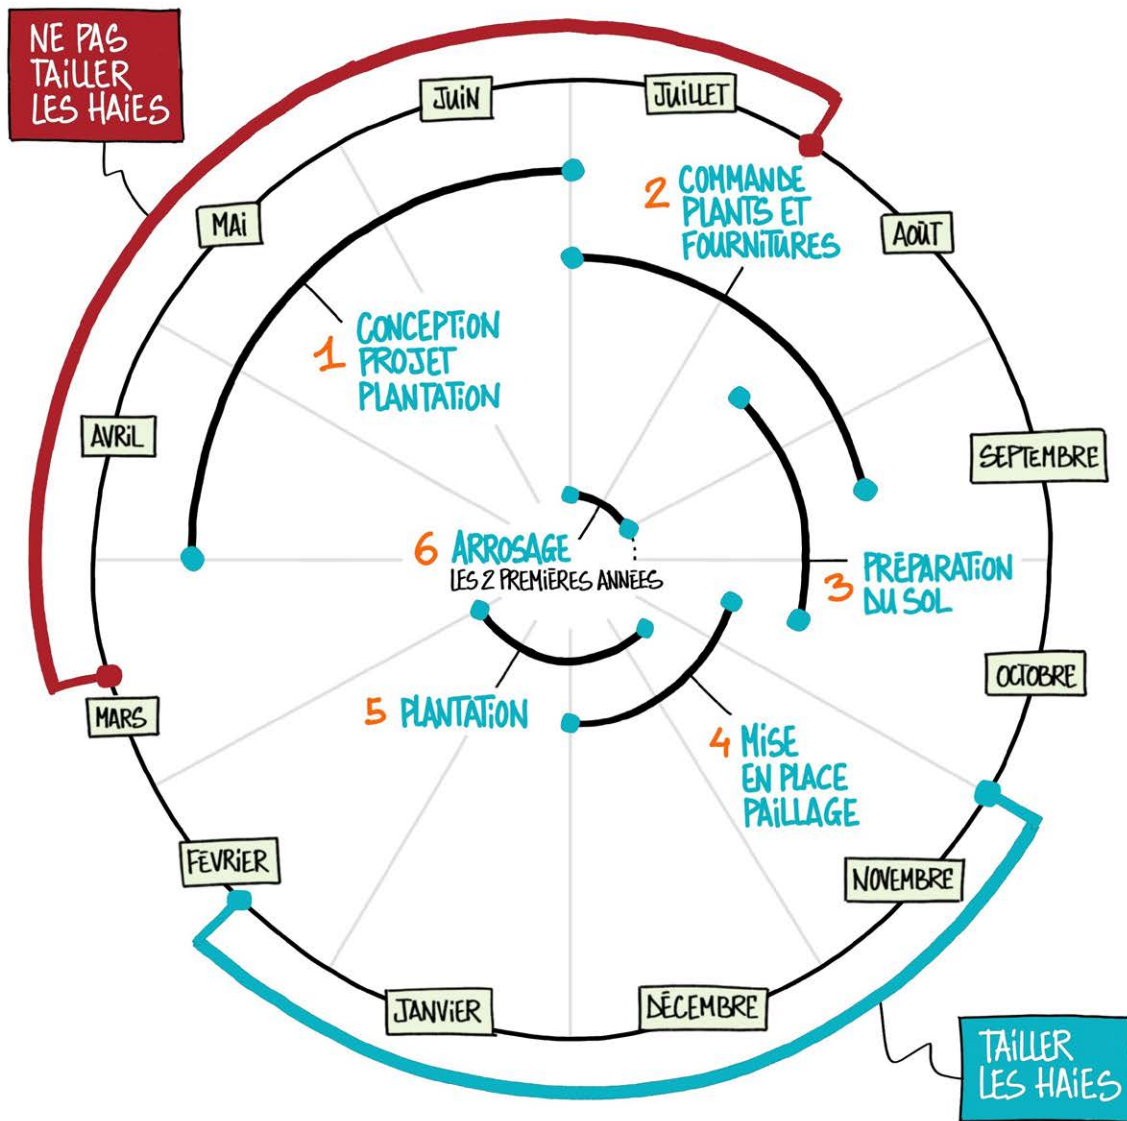 NE PAS
TAILLER
LES HAIES
JUIN
JUILLET
MAI
AOÛT
2 COMMANDE
PLANTS ET
FOURNITURES
1 CONCEPTION
PROJET
PLANTATION
AVRIL
SEPTEMBRE
6 ARROSAGE
LES 2 PREMIÈRES ANNÉES
3 PRÉPARATION
DU SOL
OCTOBRE
MARS
5 PLANTATION
4 MISE
EN PLACE
PAILLAGE
FÉVRIER
NOVEMBRE
JANVIER
DÉCEMBRE
TAILLER
LES HAIES